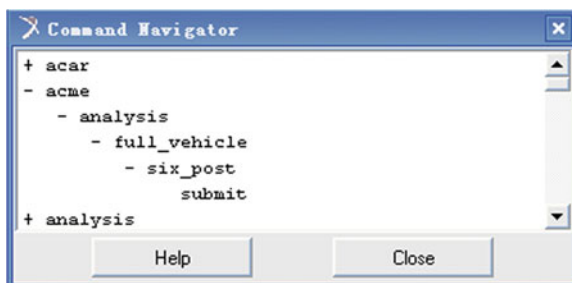 Command Navigator
+ acar
- acme
- analysis
- full_vehicle
- six_post
submit
+ analysis
Help Close